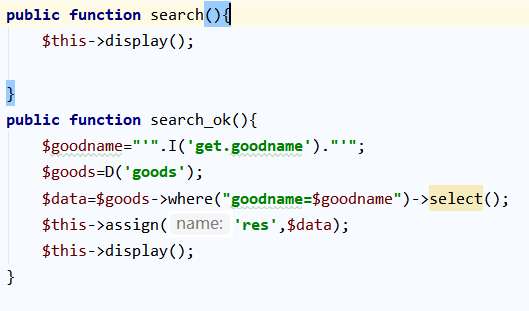 public function search(){
$this->display();
}
public function search_ok(){
$goodname="'".I('get.goodname')."'";
$goods=D('goods');
$data=$goods->where("goodname=$goodname")->select();
$this->assign( name: 'res',$data);
$this->display();
}